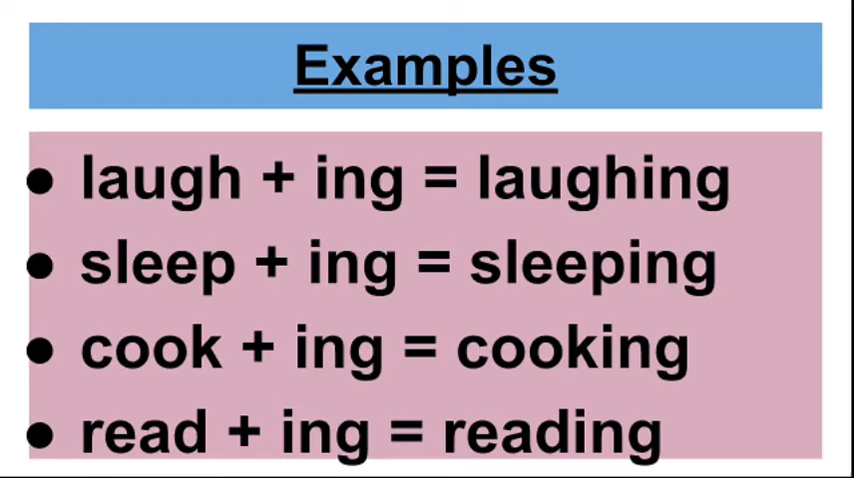 Examples
● laugh + ing = laughing
● sleep + ing = sleeping
● cook + ing = cooking
● read + ing = reading